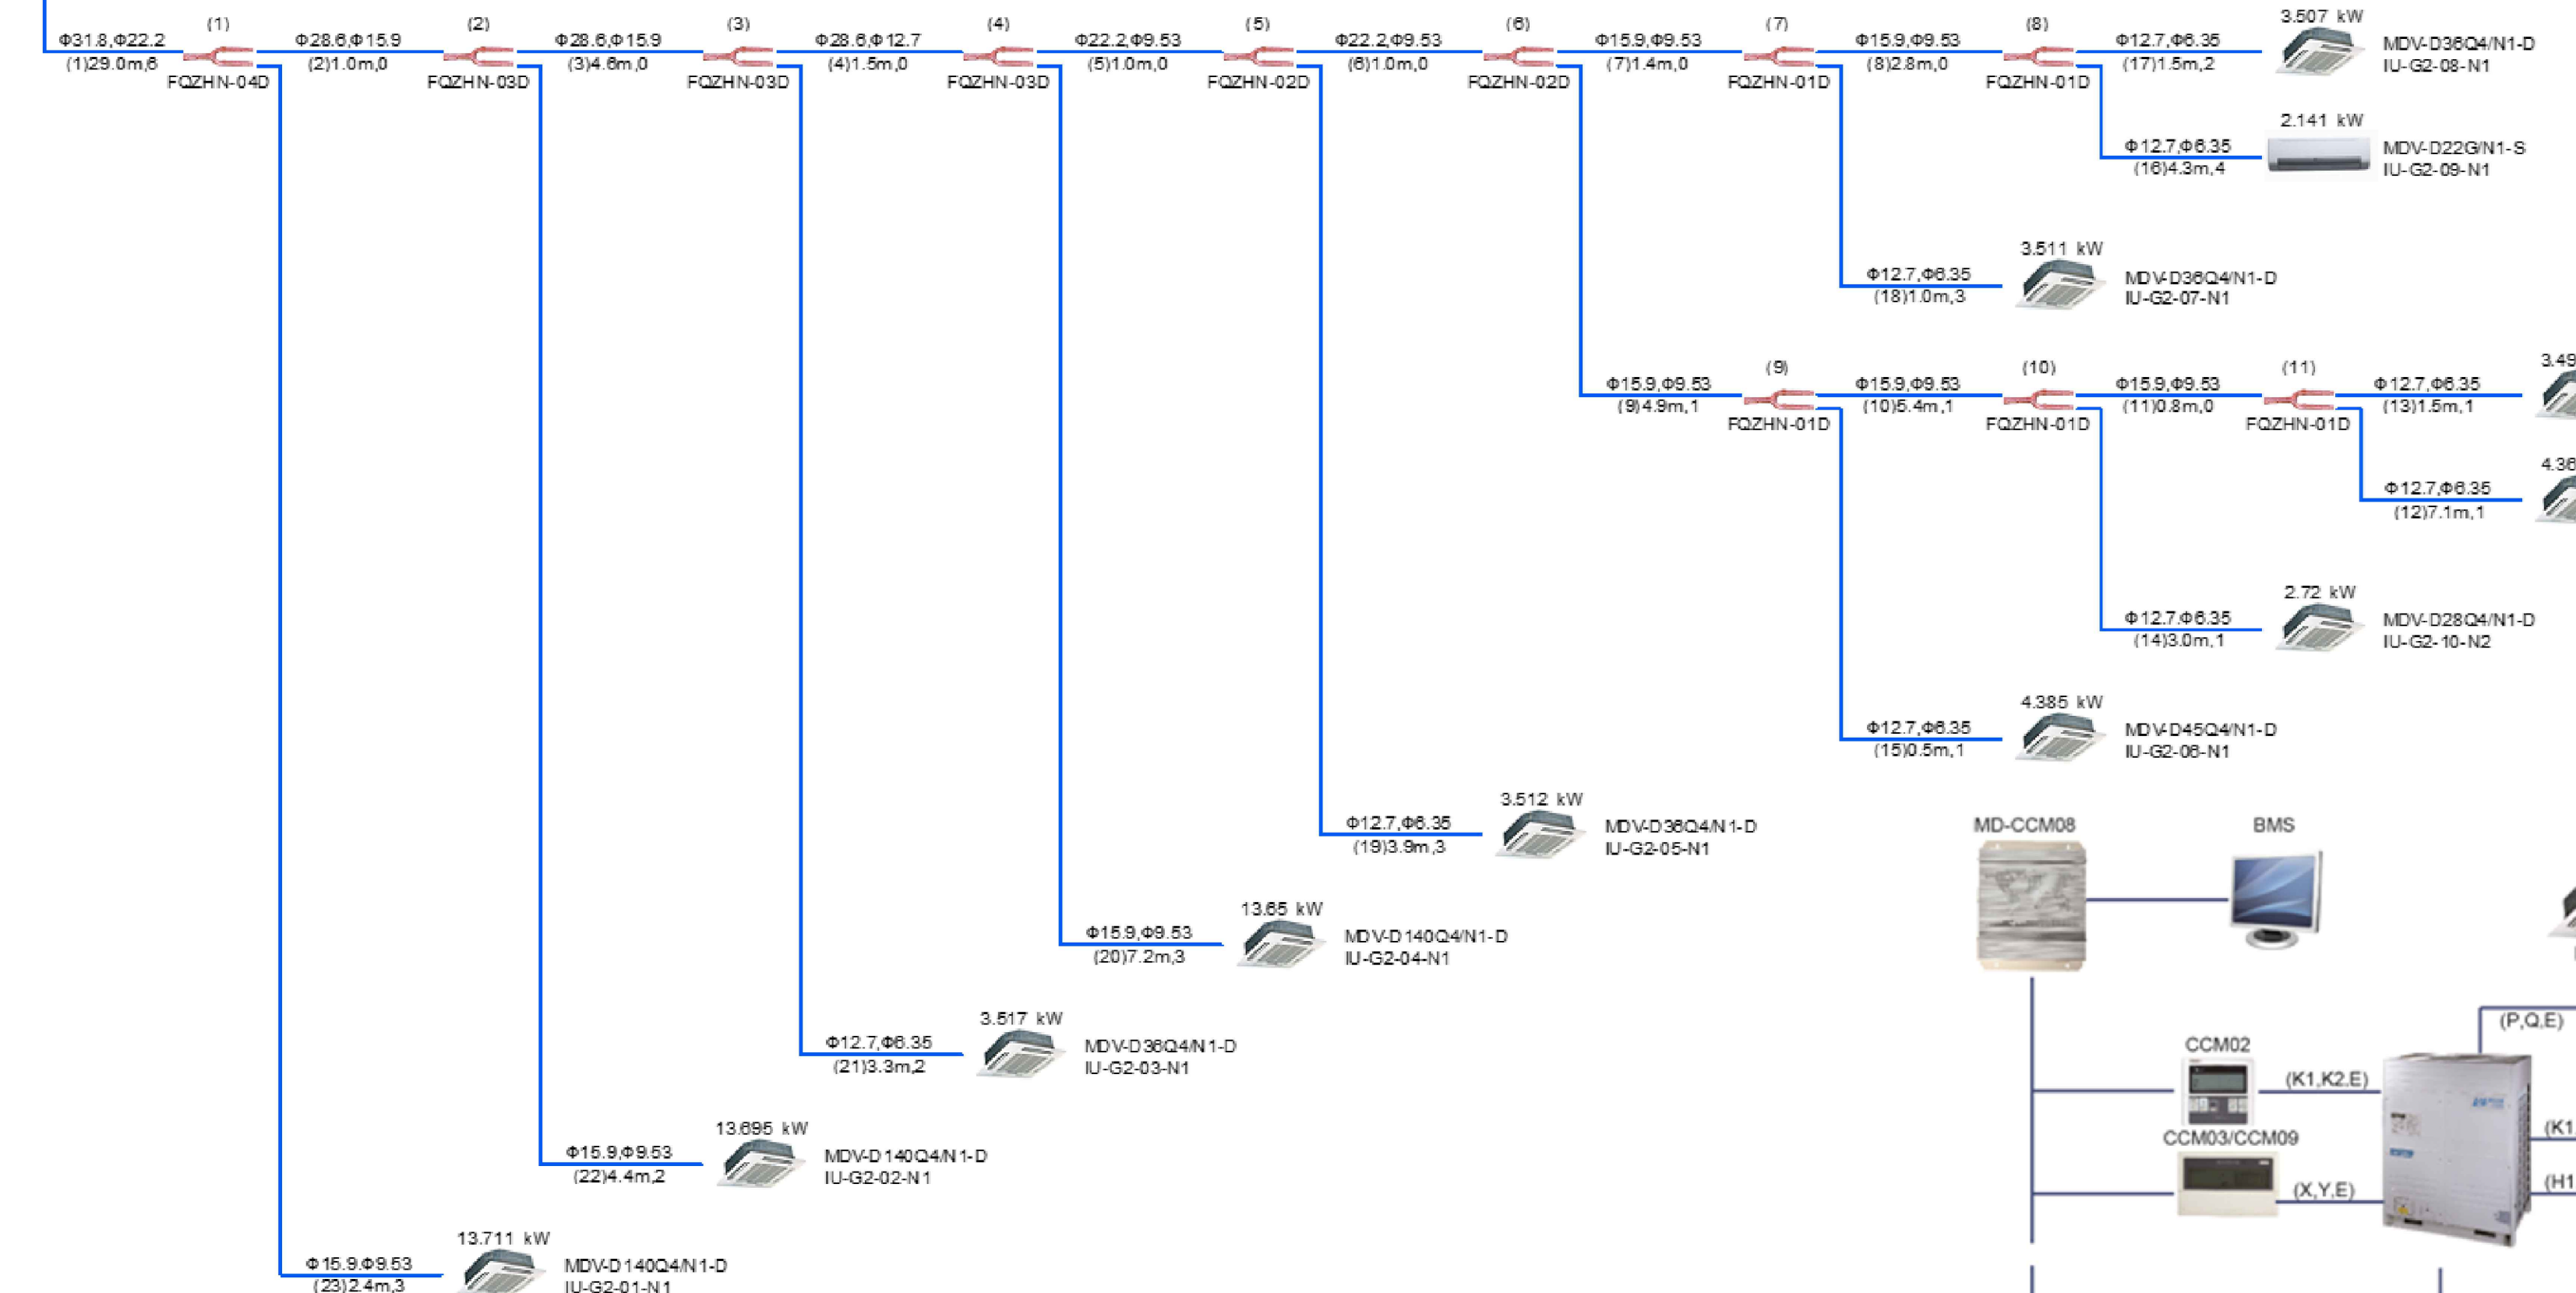 (1)
(2)
(3)
(4)
(5)
(6)
(7)
(8)
3.507 kW
Φ31.8,Φ22.2
Φ28.6,Φ15.9
Φ28.6,Φ15.9
Φ28.6,Φ12.7
Φ22.2,Φ9.53
Φ22.2,Φ9.53
Φ15.9,Φ9.53
Φ15.9,Φ9.53
Φ12.7,Φ6.35
MDV-D36Q4/N1-D
(1)29.0m,6
(2)1.0m,0
(3)4.6m,0
(4)1.5m,0
(5)1.0m,0
(6)1.0m,0
(7)1.4m,0
(8)2.8m,0
(17)1.5m,2
IU-G2-08-N1
FQZHN-04D
FQZHN-03D
FQZHN-03D
FQZHN-03D
FQZHN-02D
FQZHN-02D
FQZHN-01D
FQZHN-01D
2.141 kW
Φ12.7,Φ6.35
MDV-D22G/N1-S
(16)4.3m,4
IU-G2-09-N1
3.511 kW
Φ12.7,Φ6.35
MDV-D36Q4/N1-D
(18)1.0m,3
IU-G2-07-N1
(9)
(10)
(11)
3.49
Φ15.9,Φ9.53
Φ15.9,Φ9.53
Φ15.9,Φ9.53
Φ12.7,Φ6.35
(9)4.9m,1
(10)5.4m,1
(11)0.8m,0
(13)1.5m,1
FQZHN-01D
FQZHN-01D
FQZHN-01D
4.36
Φ12.7,Φ6.35
(12)7.1m,1
2.72 kW
Φ12.7.Φ6.35
MDV-D28Q4/N1-D
(14)3.0m,1
IU-G2-10-N2
4.385 kW
Φ12.7,Φ6.35
MDV-D45Q4/N1-D
(15)0.5m,1
IU-G2-06-N1
3.512 kW
Φ12.7,Φ6.35
MDV-D36Q4/N1-D
(19)3.9m,3
IU-G2-05-N1
MD-CCM08
BMS
13.65 kW
Φ15.9,Φ9.53
MDV-D140Q4/N1-D
(20)7.2m,3
IU-G2-04-N1
3.517 kW
Φ12.7,Φ6.35
MDV-D36Q4/N1-D
(21)3.3m,2
IU-G2-03-N1
(P,Q,E)
CCM02
(K1,K2.E)
13.695 kW
Φ15.9,Φ9.53
MDV-D140Q4/N1-D
(22)4.4m,2
IU-G2-02-N1
CCM03/CCM09
(K1
(X,Y,E)
(H1
13.711 kW
Φ15.9.Φ9.53
MDV-D140Q4/N1-D
(23)2.4m,3
IU-G2-01-N1